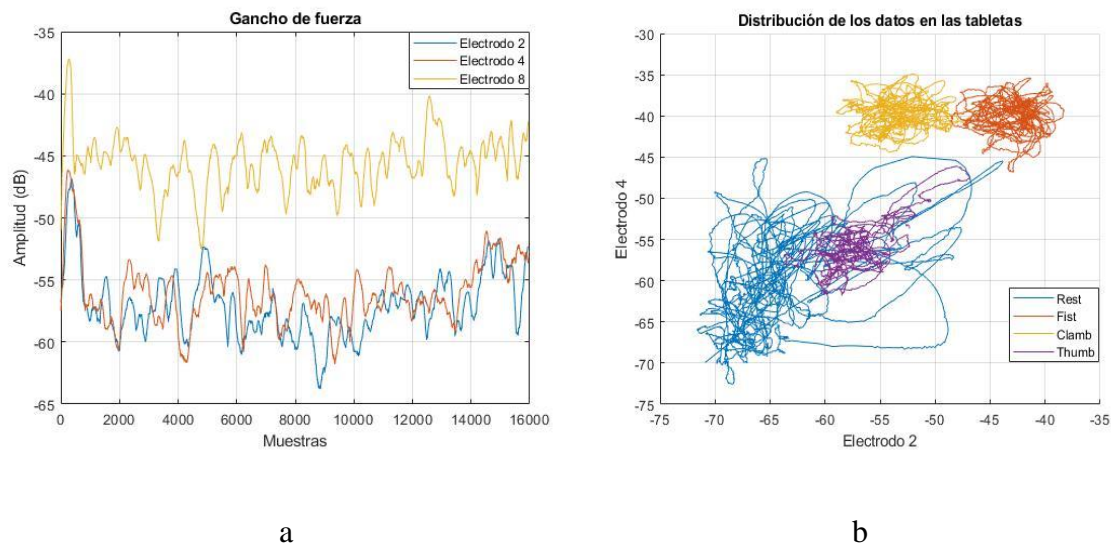 Gancho de fuerza
Electrodo 2
Electrodo 4
Electrodo 8
Amplitud (dB)
-35
-40
-45
-50
-55
-60
-65
0 2000 4000 6000 8000 10000 12000 14000 16000
Muestras
a
Distribución de los datos en las tabletas
Electrodo 4
-30
-35
-40
-45
-50
-55
-60
-65
-70
-75
Rest
Fist
Clamb
Thumb
-75 -70 -65 -60 -55 -50 -45 -40 -35
Electrodo 2
b